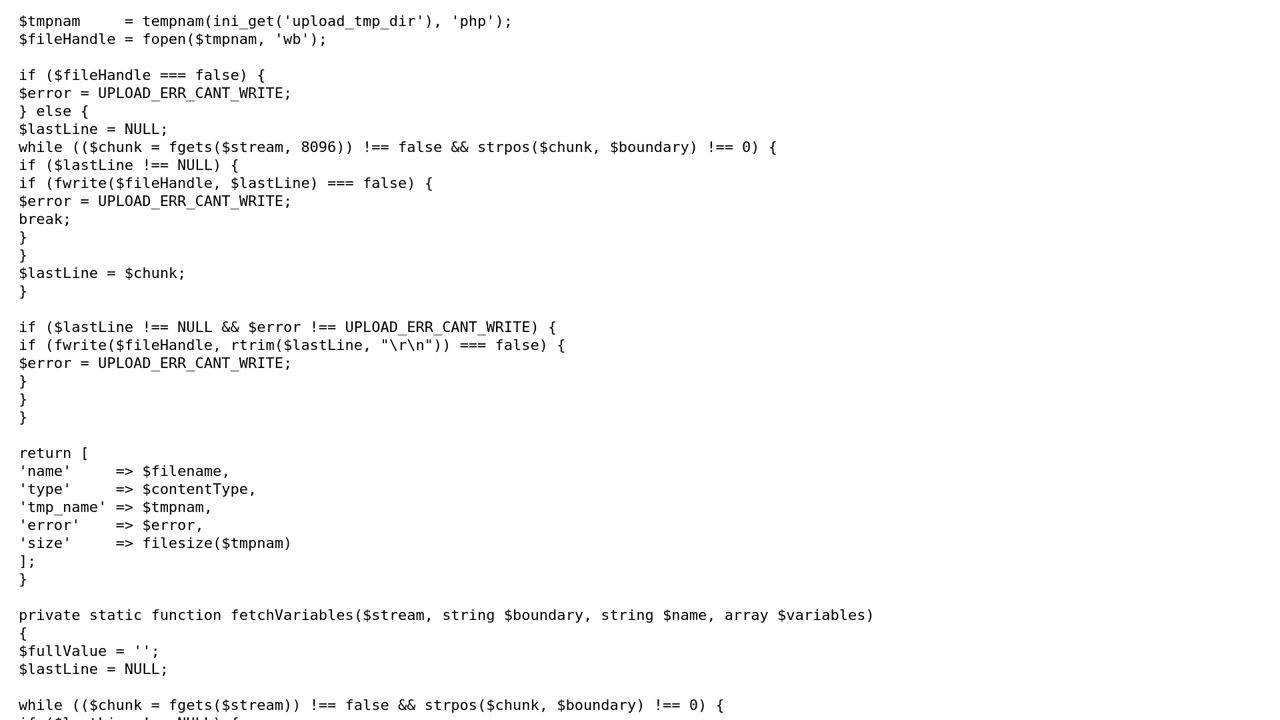 $tmpnam     = tempnam(ini_get('upload_tmp_dir'), 'php');
$fileHandle = fopen($tmpnam, 'wb');

if ($fileHandle === false) {
$error = UPLOAD_ERR_CANT_WRITE;
} else {
$lastLine = NULL;
while (($chunk = fgets($stream, 8096)) !== false && strpos($chunk, $boundary) !== 0) {
if ($lastLine !== NULL) {
if (fwrite($fileHandle, $lastLine) === false) {
$error = UPLOAD_ERR_CANT_WRITE;
break;
}
}
$lastLine = $chunk;
}

if ($lastLine !== NULL && $error !== UPLOAD_ERR_CANT_WRITE) {
if (fwrite($fileHandle, rtrim($lastLine, "\r\n")) === false) {
$error = UPLOAD_ERR_CANT_WRITE;
}
}
}

return [
'name'     => $filename,
'type'     => $contentType,
'tmp_name' => $tmpnam,
'error'    => $error,
'size'     => filesize($tmpnam)
];
}

private static function fetchVariables($stream, string $boundary, string $name, array $variables)
{
$fullValue = '';
$lastLine = NULL;

while (($chunk = fgets($stream)) !== false && strpos($chunk, $boundary) !== 0) {
if ($lastLine !== NULL) {